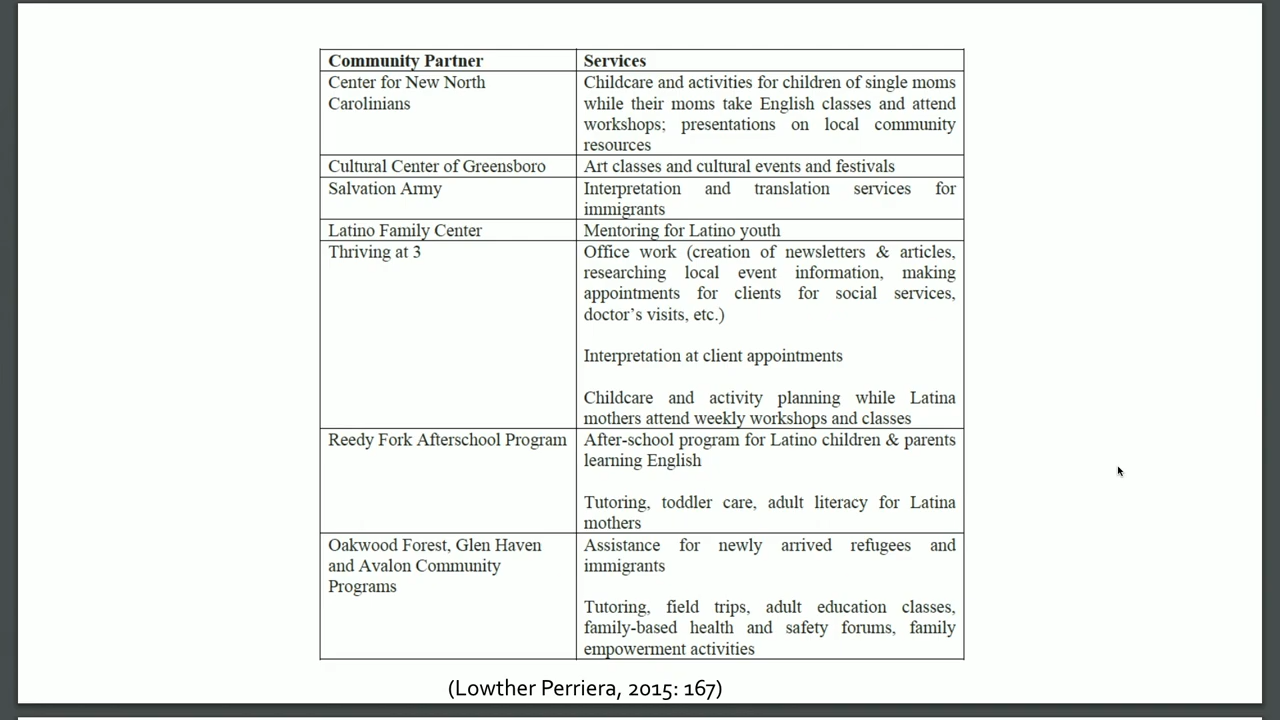 Community Partner
Services
Center for New North
Carolinians
Childcare and activities for children of single moms
while their moms take English classes and attend
workshops; presentations on local community
resources
Cultural Center of Greensboro
Art classes and cultural events and festivals
Salvation Army
Interpretation and translation services for
immigrants
Latino Family Center
Mentoring for Latino youth
Thriving at 3
Office work (creation of newsletters & articles,
researching local event information, making
appointments for clients for social services,
doctor's visits, etc.)
Interpretation at client appointments
Childcare and activity planning while Latina
mothers attend weekly workshops and classes
Reedy Fork Afterschool Program
After-school program for Latino children & parents
learning English
Tutoring, toddler care, adult literacy for Latina
mothers
Oakwood Forest, Glen Haven
and Avalon Community
Programs
Assistance for newly arrived refugees and
immigrants
Tutoring, field trips, adult education classes,
family-based health and safety forums, family
empowerment activities
(Lowther Perriera, 2015: 167)